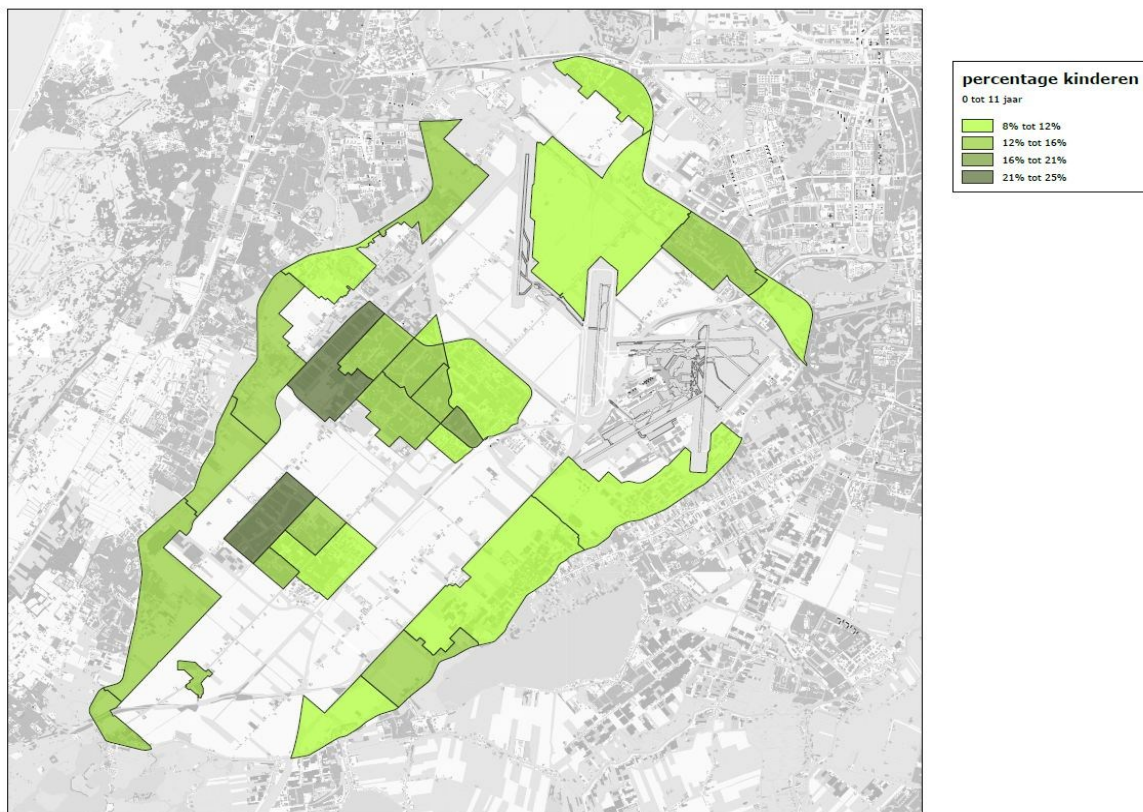 percentage kinderen
0 tot 11 jaar
8% tot 12%
12% tot 16%
16% tot 21%
21% tot 25%